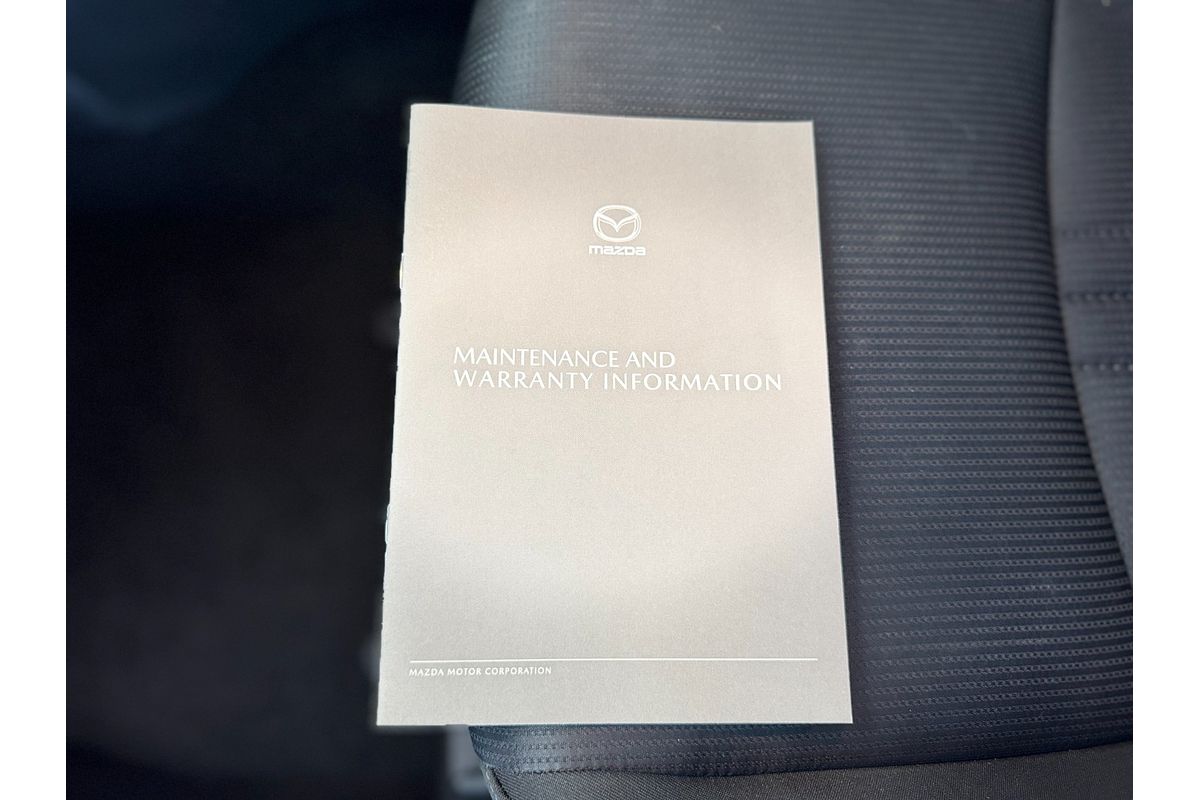 mazda
MAINTENANCE AND
WARRANTY INFORMATION
MAZDA MOTOR CORPORATION